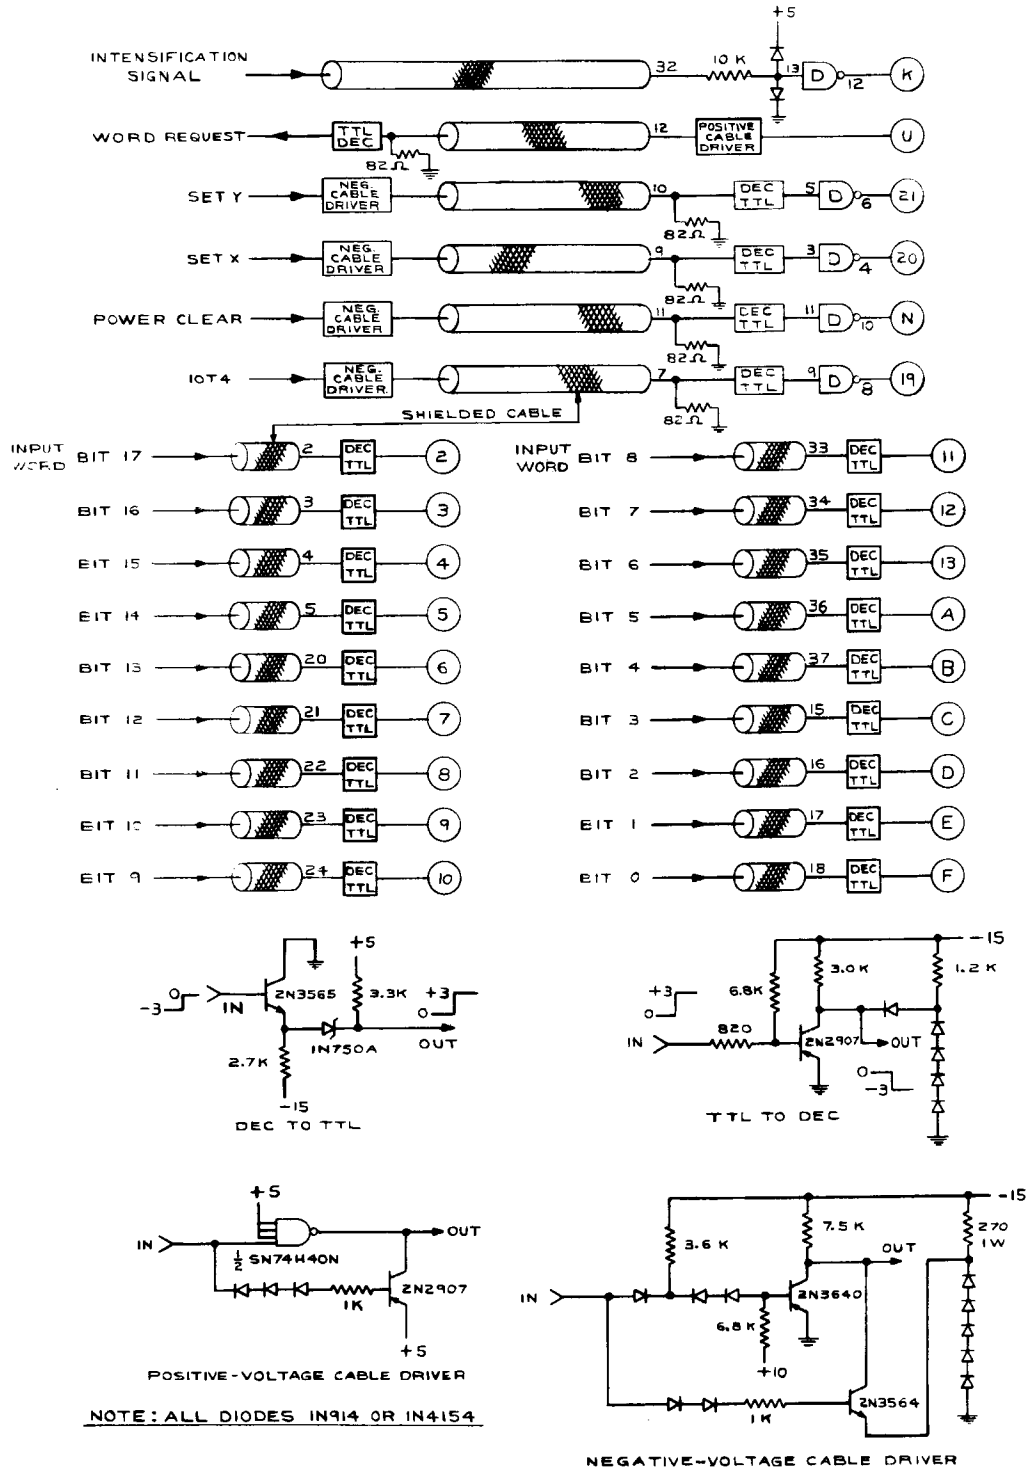 +5
INTENSIFICATION SIGNAL 32 10 K 13 D 12 K
WORD REQUEST TTL DEC 82Ω 12 POSITIVE CABLE DRIVER U
SET Y NEG. CABLE DRIVER 10 82Ω DEC TTL 5 D 6 21
SET X NEG. CABLE DRIVER 9 82Ω DEC TTL 3 D 4 20
POWER CLEAR NEG. CABLE DRIVER 11 82Ω DEC TTL 11 D 10 N
IOT4 NEG. CABLE DRIVER 7 82Ω DEC TTL 9 D 8 19
SHIELDED CABLE
INPUT WORD BIT 17 2 DEC TTL 2
BIT 16 3 DEC TTL 3
BIT 15 4 DEC TTL 4
BIT 14 5 DEC TTL 5
BIT 13 20 DEC TTL 6
BIT 12 21 DEC TTL 7
BIT 11 22 DEC TTL 8
BIT 10 23 DEC TTL 9
BIT 9 24 DEC TTL 10
INPUT WORD BIT 8 33 DEC TTL 11
BIT 7 34 DEC TTL 12
BIT 6 35 DEC TTL 13
BIT 5 36 DEC TTL A
BIT 4 37 DEC TTL B
BIT 3 15 DEC TTL C
BIT 2 16 DEC TTL D
BIT 1 17 DEC TTL E
BIT 0 18 DEC TTL F
+5
0 -3 IN 2N3565 3.3K +3 0
1N750A OUT
2.7K
-15
DEC TO TTL
-15
+3 0 6.8K 3.0K 1.2K
IN 820 2N2907 OUT
0 -3
TTL TO DEC
+5
IN OUT
½ SN74H40N
1K 2N2907
+5
POSITIVE-VOLTAGE CABLE DRIVER
NOTE: ALL DIODES IN914 OR IN4154
-15
3.6K 7.5K 270 1W
OUT
IN 2N3640
6.8K
+10
1K 2N3564
NEGATIVE-VOLTAGE CABLE DRIVER